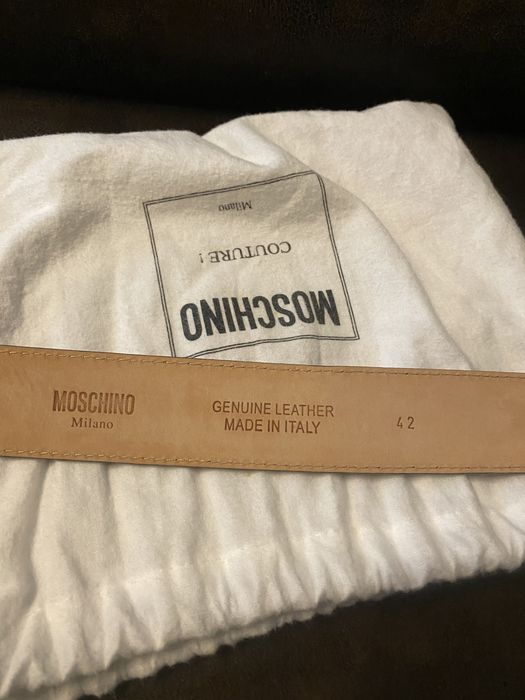 MOSCHINO
COUTURE !
Milano
MOSCHINO
Milano
GENUINE LEATHER
MADE IN ITALY
42